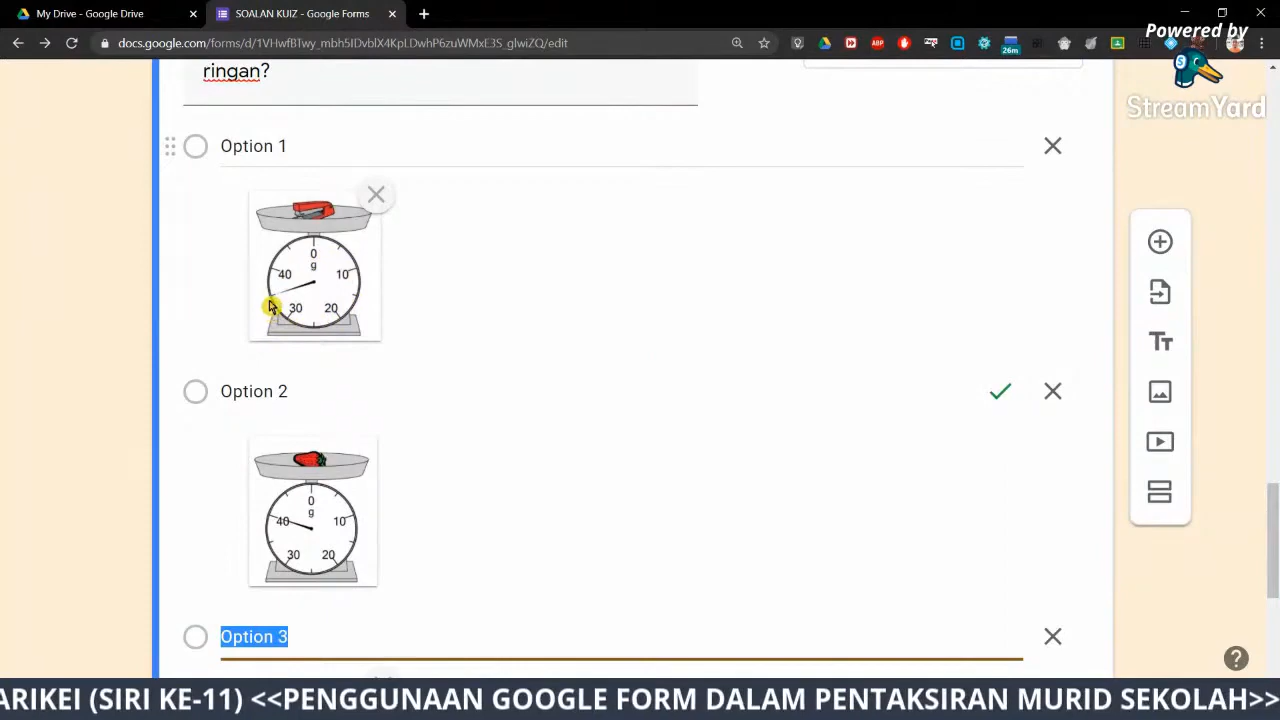 My Drive - Google Drive
SOALAN KUIZ - Google Forms
Powered by
docs.google.com/forms/d/1VHwfBTwy_mbh5IDvblX4KpLDwhP6zuWMxE3S_glwiZQ/edit
ABP
26m
StreamYard
ringan?
Option 1
0
g
40
10
30
20
Option 2
0
g
40
10
30
20
Option 3
ARIKEI (SIRI KE-11) <<PENGGUNAAN GOOGLE FORM DALAM PENTAKSIRAN MURID SEKOLAH>>